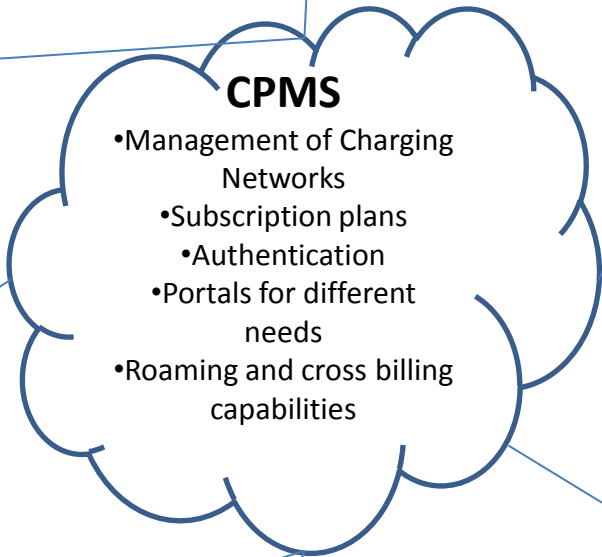 CPMS
•Management of Charging
Networks
•Subscription plans
•Authentication
•Portals for different
needs
•Roaming and cross billing
capabilities